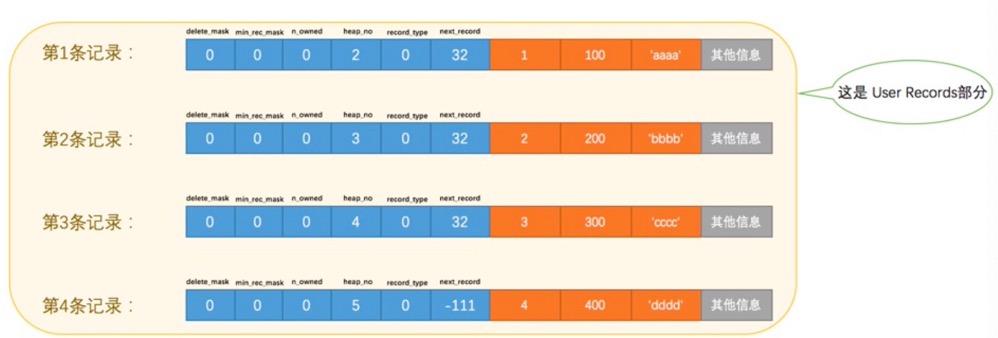 delete_mask min_rec_mask n_owned heap_no record_type next_record
第1条记录： 0 0 0 2 0 32 1 100 'aaaa' 其他信息
这是 User Records部分
delete_mask min_rec_mask n_owned heap_no record_type next_record
第2条记录： 0 0 0 3 0 32 2 200 'bbbb' 其他信息
delete_mask min_rec_mask n_owned heap_no record_type next_record
第3条记录： 0 0 0 4 0 32 3 300 'cccc' 其他信息
delete_mask min_rec_mask n_owned heap_no record_type next_record
第4条记录： 0 0 0 5 0 -111 4 400 'dddd' 其他信息